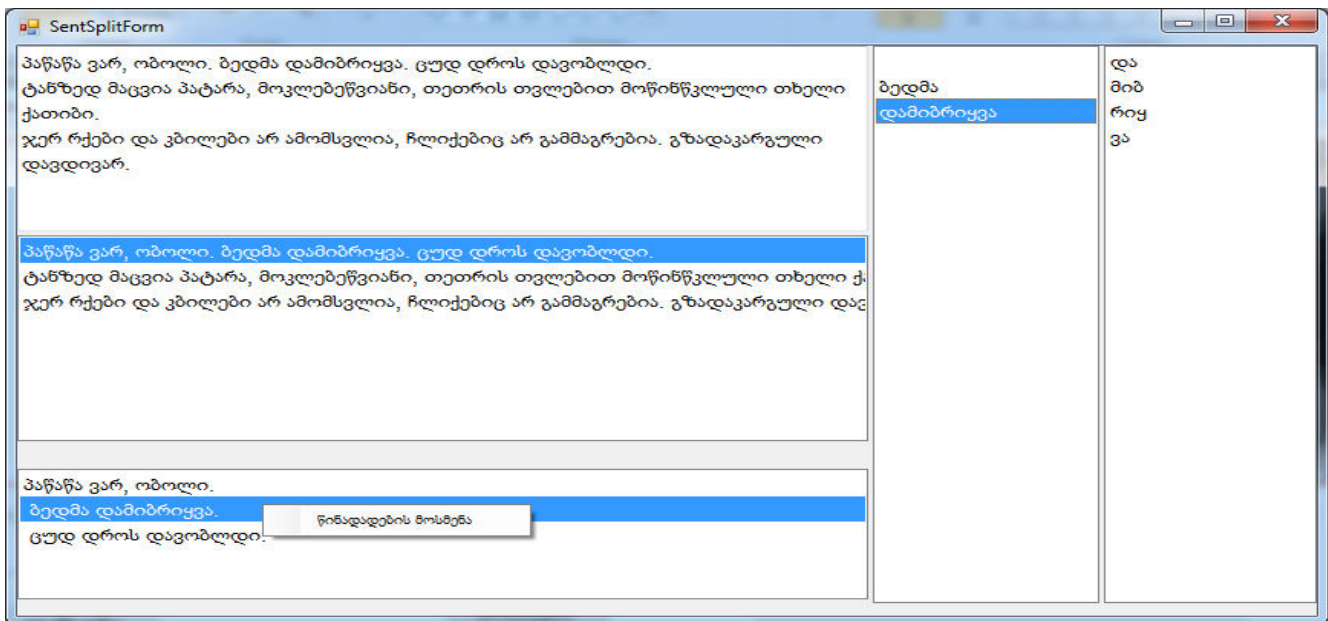 SentSplitForm
პაწაწა ვარ, ობოლი. ბედმა დამიბრიყვა. ცუდ დროს დავობლდი.
ტანზედ მაცვია პატარა, მოკლებეწვიანი, თეთრის თვლებით მოწინწკლული თხელი
ქათიბი.
ჯერ რქები და კბილები არ ამომსვლია, ჩლიქებიც არ გამმაგრებია. გზადაკარგული
დავდივარ.
პაწაწა ვარ, ობოლი. ბედმა დამიბრიყვა. ცუდ დროს დავობლდი.
ტანზედ მაცვია პატარა, მოკლებეწვიანი, თეთრის თვლებით მოწინწკლული თხელი ქა
ჯერ რქები და კბილები არ ამომსვლია, ჩლიქებიც არ გამმაგრებია. გზადაკარგული დავ
პაწაწა ვარ, ობოლი.
ბედმა დამიბრიყვა.
წინადადების მოსმენა
ცუდ დროს დავობლდი.
ბედმა
დამიბრიყვა
და
მიბ
რიყ
ვა